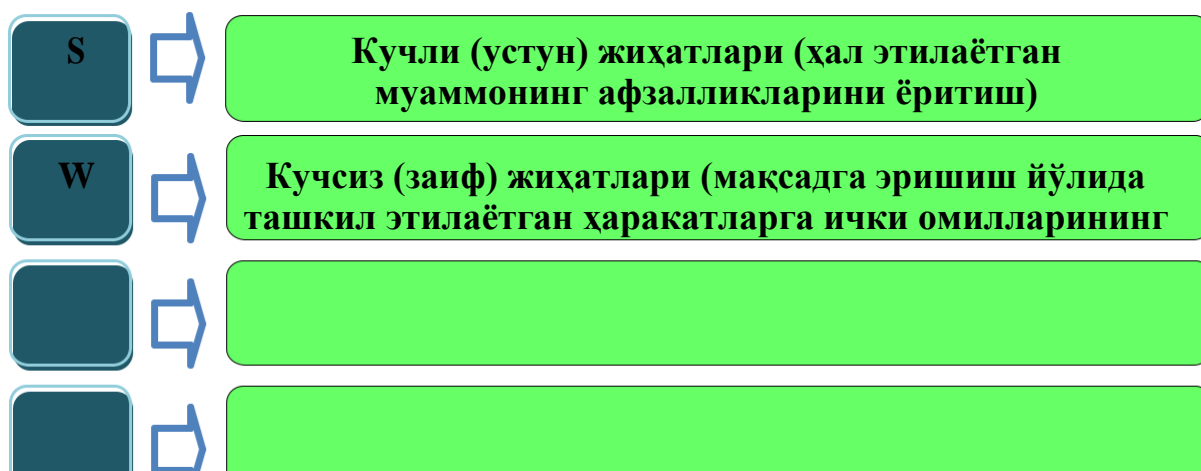 S
Кучли (устун) жиҳатлари (ҳал этилаётган
муаммонинг афзалликларини ёритиш)
W
Кучсиз (заиф) жиҳатлари (мақсадга эришиш йўлида
ташкил этилаётган ҳаракатларга ички омилларининг